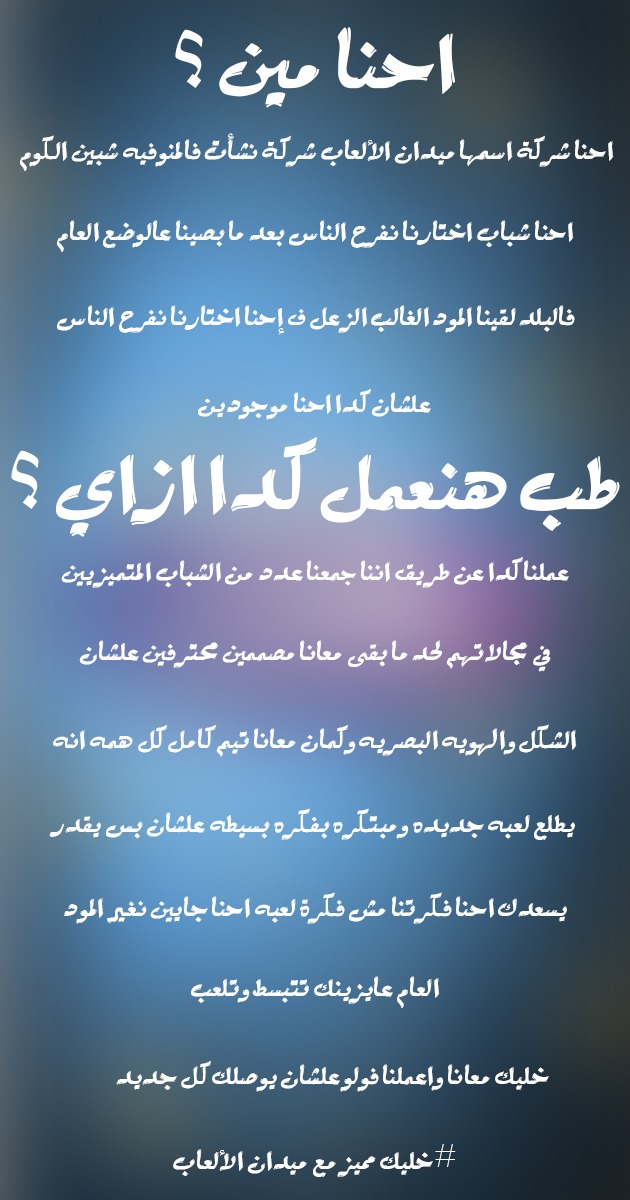 احنا مين ؟
احنا شركة اسمها ميدان الألعاب شركة نشأت فالمنوفيه شبين الكوم
احنا شباب اختارنا نفرح الناس بعد ما بصينا عالوضع العام
فالبلد لقينا المود الغالب الزعل ف إحنا اختارنا نفرح الناس
علشان كدا احنا موجودين
طب هنعمل كدا ازاي ؟
عملنا كدا عن طريق اننا جمعنا عدد من الشباب المتميزيين
في مجالاتهم لحد ما بقى معانا مصممين محترفين علشان
الشكل والهويه البصريه وكمان معانا تيم كامل كل همه انه
يطلع لعبه جديده ومبتكره بفكره بسيطه علشان بس يقدر
يسعدك احنا فكرتنا مش فكرة لعبه احنا جايين نغير المود
العام عايزينك تتبسط وتلعب
خليك معانا واعملنا فولو علشان يوصلك كل جديد
#خليك مميز مع ميدان الألعاب